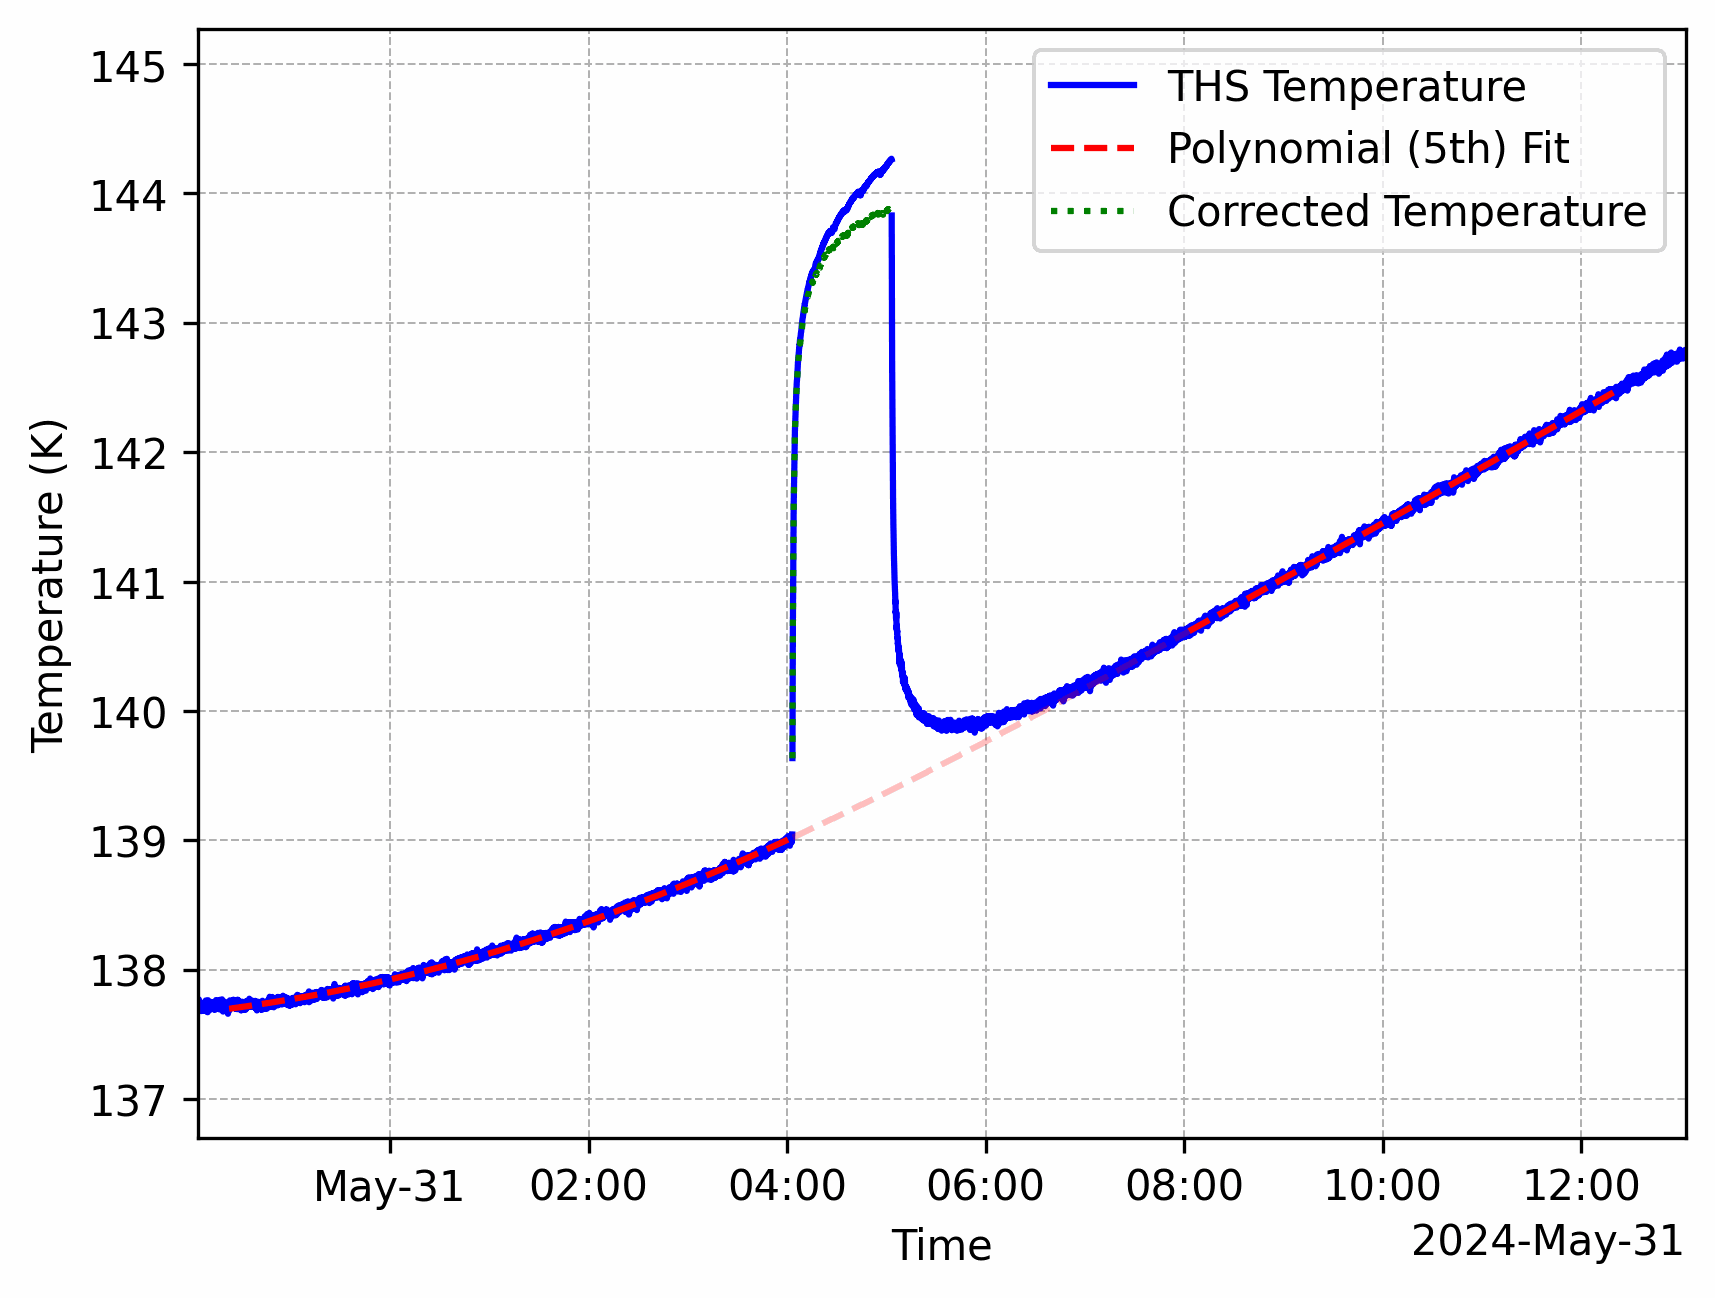 145
144
143
142
141
140
139
138
137
Temperature (K)
THS Temperature
Polynomial (5th) Fit
Corrected Temperature
May-31 02:00 04:00 06:00 08:00 10:00 12:00
Time
2024-May-31